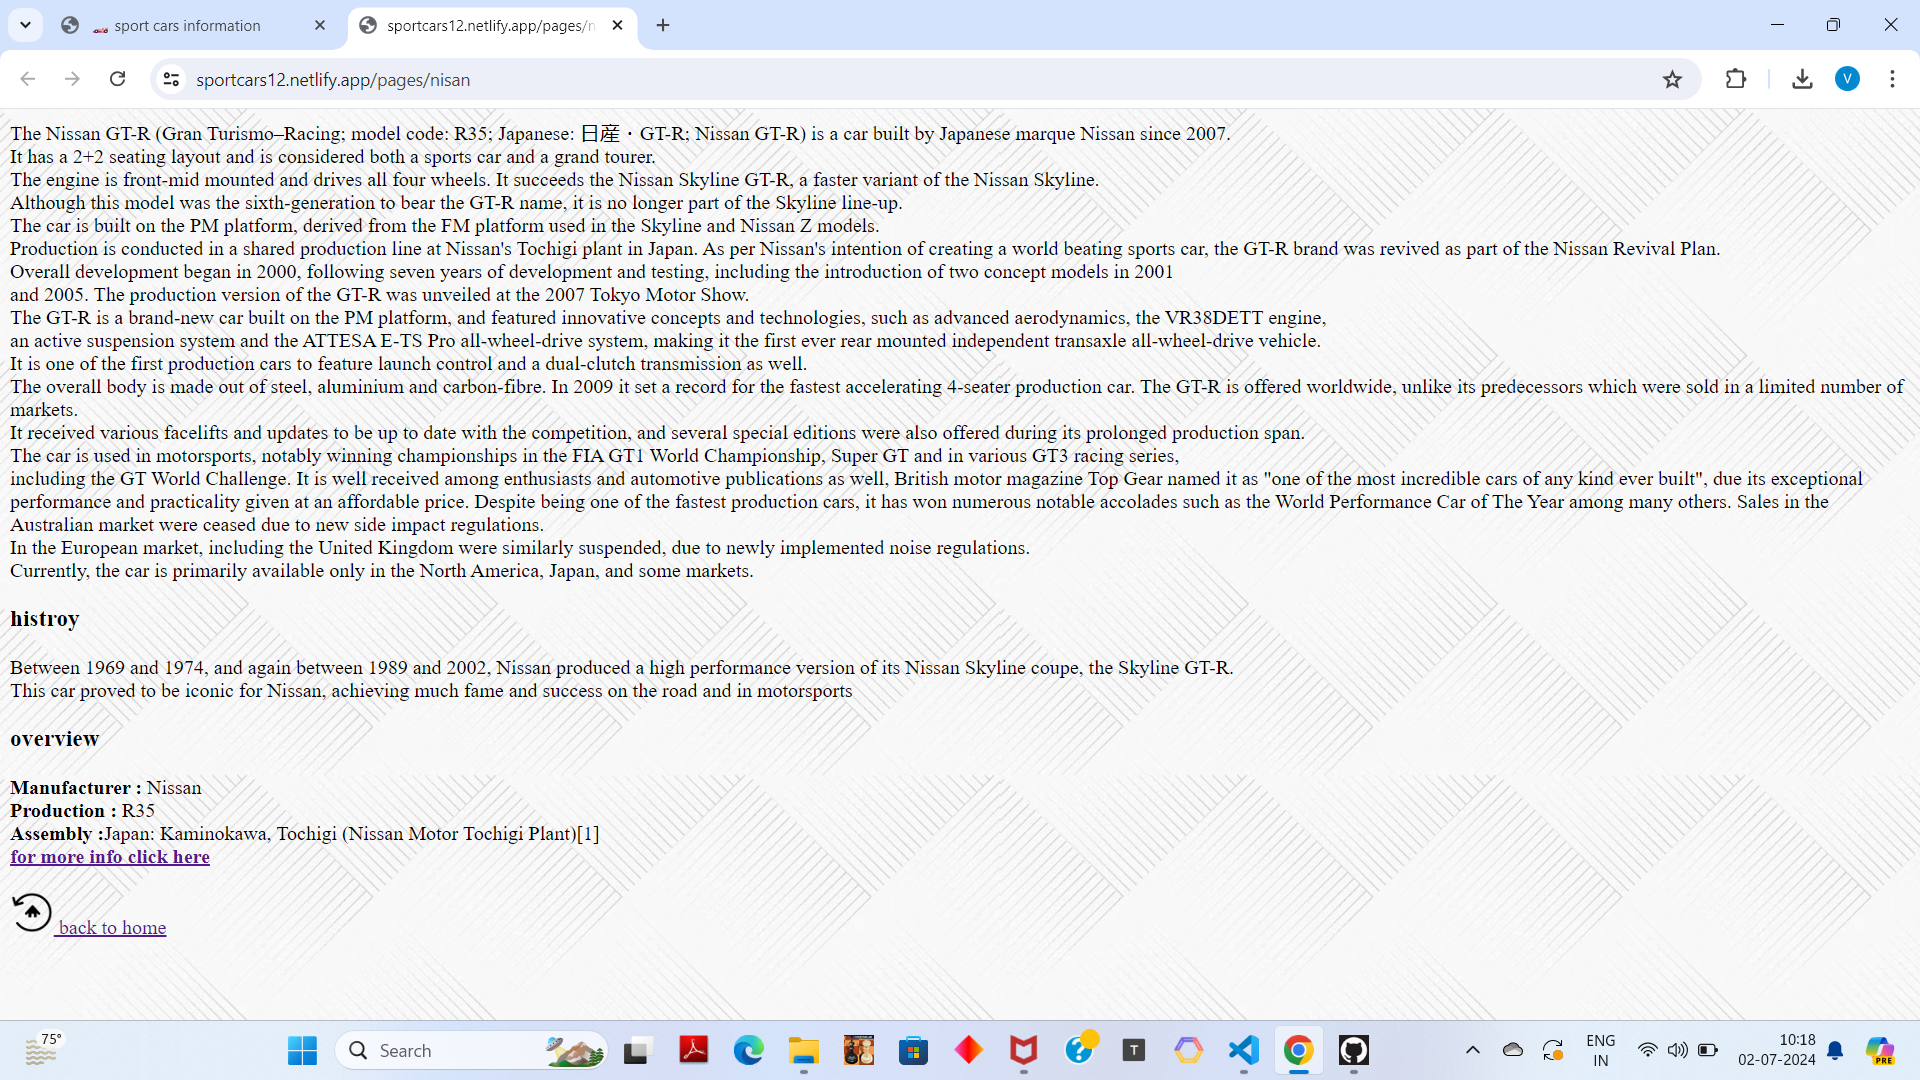 sport cars information
sportcars12.netlify.app/pages/n
sportcars12.netlify.app/pages/nisan
V
The Nissan GT-R (Gran Turismo–Racing; model code: R35; Japanese: 日産・GT-R; Nissan GT-R) is a car built by Japanese marque Nissan since 2007.
It has a 2+2 seating layout and is considered both a sports car and a grand tourer.
The engine is front-mid mounted and drives all four wheels. It succeeds the Nissan Skyline GT-R, a faster variant of the Nissan Skyline.
Although this model was the sixth-generation to bear the GT-R name, it is no longer part of the Skyline line-up.
The car is built on the PM platform, derived from the FM platform used in the Skyline and Nissan Z models.
Production is conducted in a shared production line at Nissan's Tochigi plant in Japan. As per Nissan's intention of creating a world beating sports car, the GT-R brand was revived as part of the Nissan Revival Plan.
Overall development began in 2000, following seven years of development and testing, including the introduction of two concept models in 2001
and 2005. The production version of the GT-R was unveiled at the 2007 Tokyo Motor Show.
The GT-R is a brand-new car built on the PM platform, and featured innovative concepts and technologies, such as advanced aerodynamics, the VR38DETT engine,
an active suspension system and the ATTESA E-TS Pro all-wheel-drive system, making it the first ever rear mounted independent transaxle all-wheel-drive vehicle.
It is one of the first production cars to feature launch control and a dual-clutch transmission as well.
The overall body is made out of steel, aluminium and carbon-fibre. In 2009 it set a record for the fastest accelerating 4-seater production car. The GT-R is offered worldwide, unlike its predecessors which were sold in a limited number of
markets.
It received various facelifts and updates to be up to date with the competition, and several special editions were also offered during its prolonged production span.
The car is used in motorsports, notably winning championships in the FIA GT1 World Championship, Super GT and in various GT3 racing series,
including the GT World Challenge. It is well received among enthusiasts and automotive publications as well, British motor magazine Top Gear named it as "one of the most incredible cars of any kind ever built", due its exceptional
performance and practicality given at an affordable price. Despite being one of the fastest production cars, it has won numerous notable accolades such as the World Performance Car of The Year among many others. Sales in the
Australian market were ceased due to new side impact regulations.
In the European market, including the United Kingdom were similarly suspended, due to newly implemented noise regulations.
Currently, the car is primarily available only in the North America, Japan, and some markets.
histroy
Between 1969 and 1974, and again between 1989 and 2002, Nissan produced a high performance version of its Nissan Skyline coupe, the Skyline GT-R.
This car proved to be iconic for Nissan, achieving much fame and success on the road and in motorsports
overview
Manufacturer : Nissan
Production : R35
Assembly :Japan: Kaminokawa, Tochigi (Nissan Motor Tochigi Plant)[1]
for more info click here
back to home
75°
Search
T
ENG
IN
10:18
02-07-2024
PRE